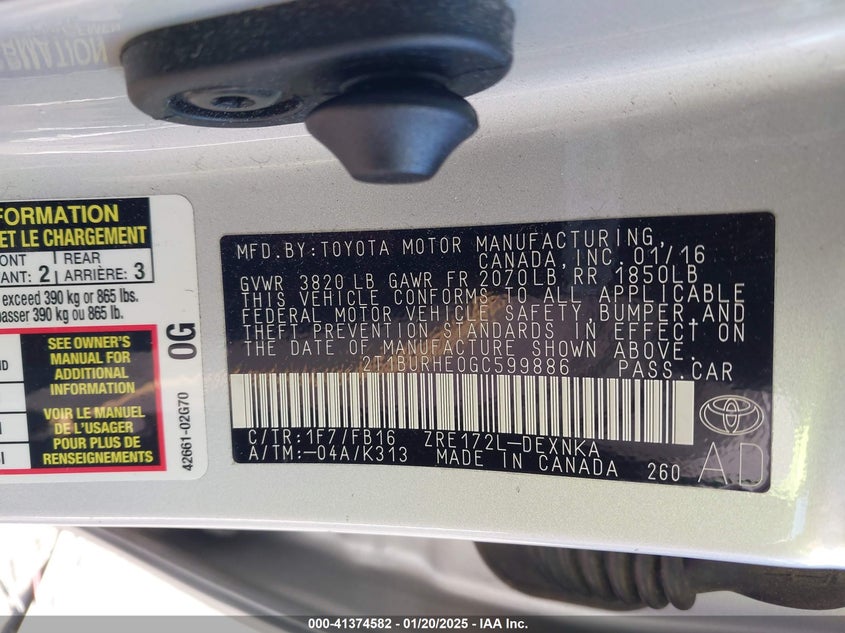 FORMATION
ET LE CHARGEMENT
REAR
2 ARRIÈRE: 3
exceed 390 kg or 865 lbs.
390 kg ou 865 lb.
SEE OWNER'S
MANUAL FOR
ADDITIONAL
INFORMATION
VOIR LE MANUEL
DE L'USAGER
POUR PLUS DE
RENSEIGNEMENTS
0G
42661-02G70
MFD.BY:TOYOTA MOTOR MANUFACTURING,
CANADA, INC. 01/16
GVWR 3820 LB GAWR FR 2070LB RR 1850LB
THIS VEHICLE CONFORMS TO ALL APPLICABLE
FEDERAL MOTOR VEHICLE SAFETY, BUMPER, AND
THEFT PREVENTION STANDARDS IN EFFECT ON
THE DATE OF MANUFACTURE SHOWN ABOVE.
2T1BURHE0GC599886 PASS.CAR
C/TR:1F7/FB16 ZRE172L-DEXNKA
A/TM:-04A/K313 MADE IN CANADA 260
AD
000-41374582 - 01/20/2025 - IAAI Holdings, Inc.